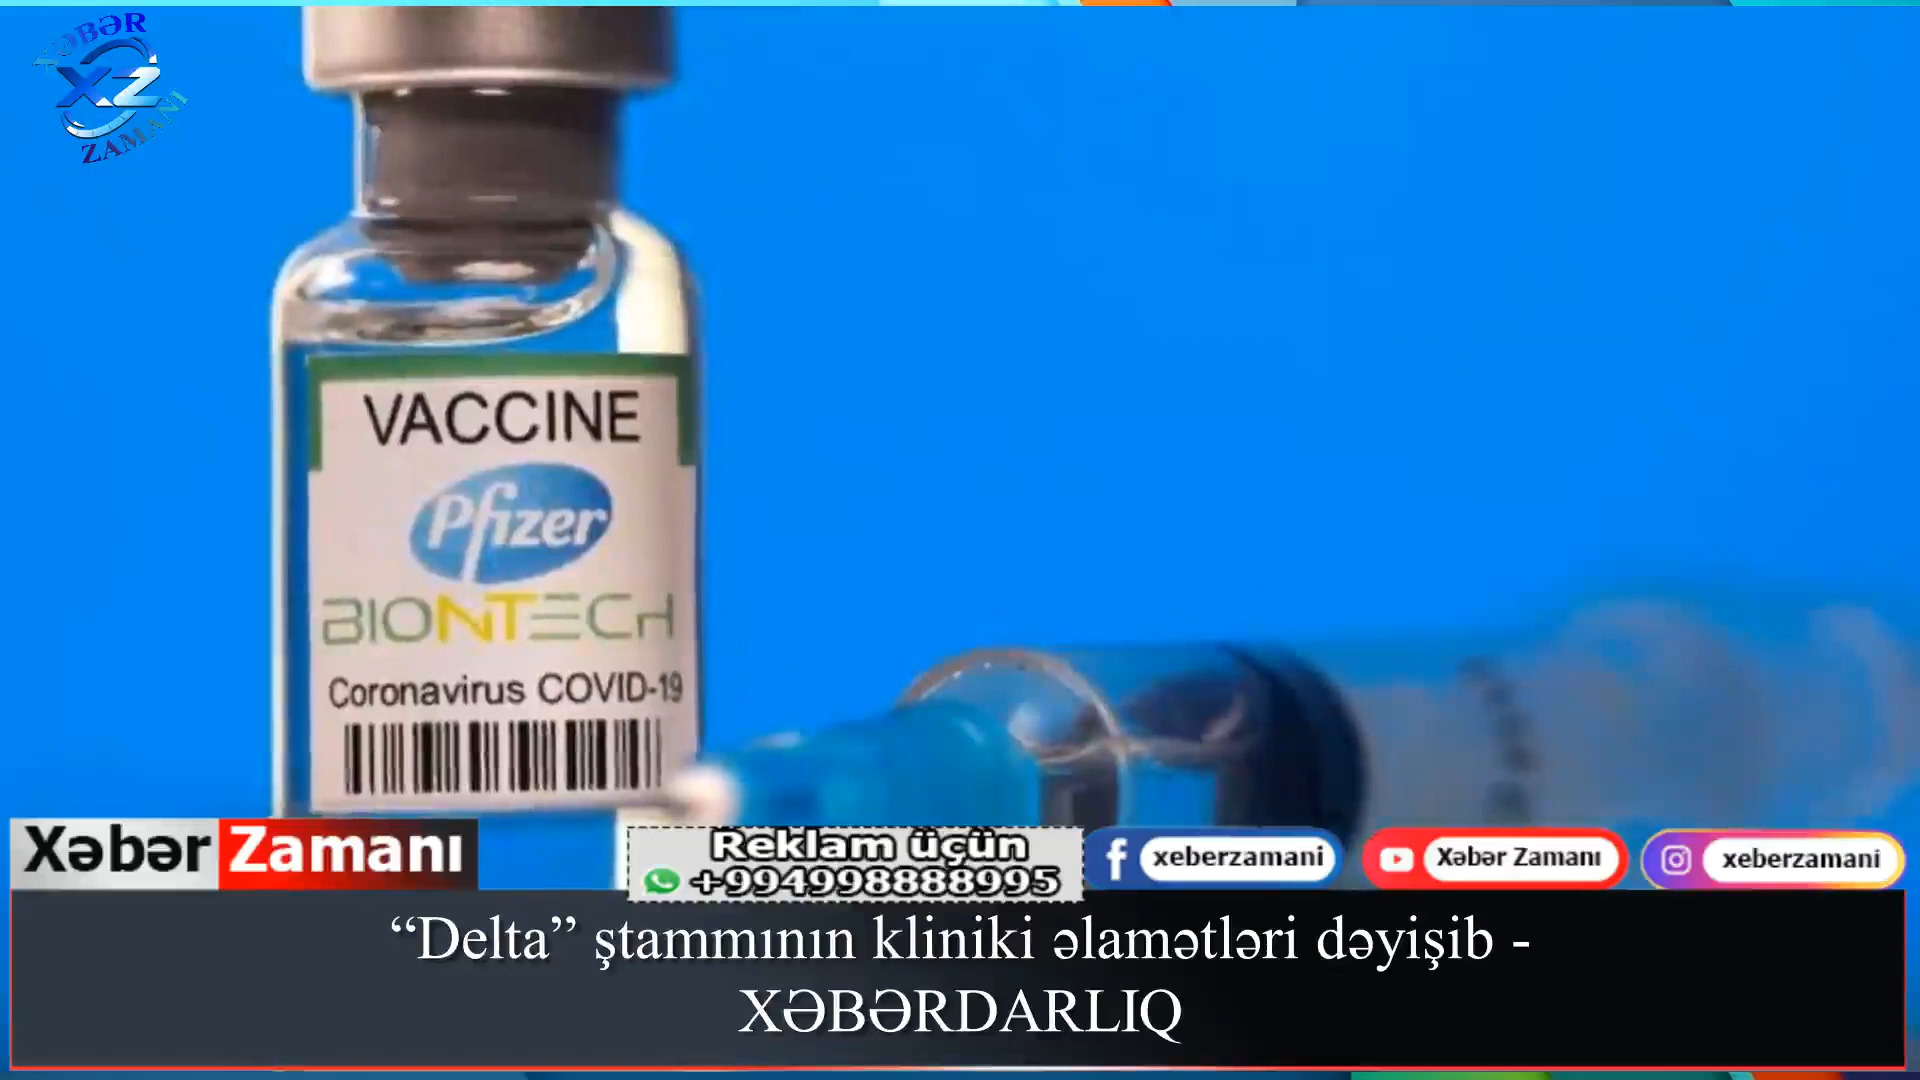 XƏBƏR
XZ
ZAMANI
VACCINE
Pfizer
BIONTECH
Coronavirus COVID-19
Xəbər Zamanı
Reklam üçün
+994998888995
xeberzamani
Xəbər Zamanı
xeberzamani
“Delta” ştammının kliniki əlamətləri dəyişib -
XƏBƏRDARLIQ